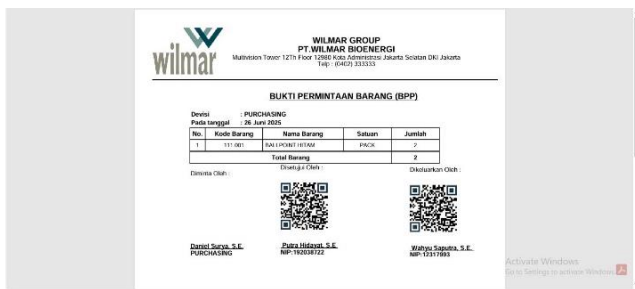 wilmar
WILMAR GROUP
PT.WILMAR BIOENERGI
Multivision Tower 12Th Floor 12980 Kota Administrasi Jakarta Selatan DKI Jakarta
Telp : (0402) 333333
BUKTI PERMINTAAN BARANG (BPP)
Devisi : PURCHASING
Pada tanggal : 26 Juni 2025
No. Kode Barang Nama Barang Satuan Jumlah
1 111.001 BALLPOINT HITAM PACK 2
Total Barang 2
Diminta Oleh : Disetujui Oleh : Dikeluarkan Oleh :
Daniel Surya, S.E. Putra Hidayat, S.E. Wahyu Saputra, S.E.
PURCHASING NIP:192038722 NIP:12317993
Activate Windows
Go to Settings to activate Windows.